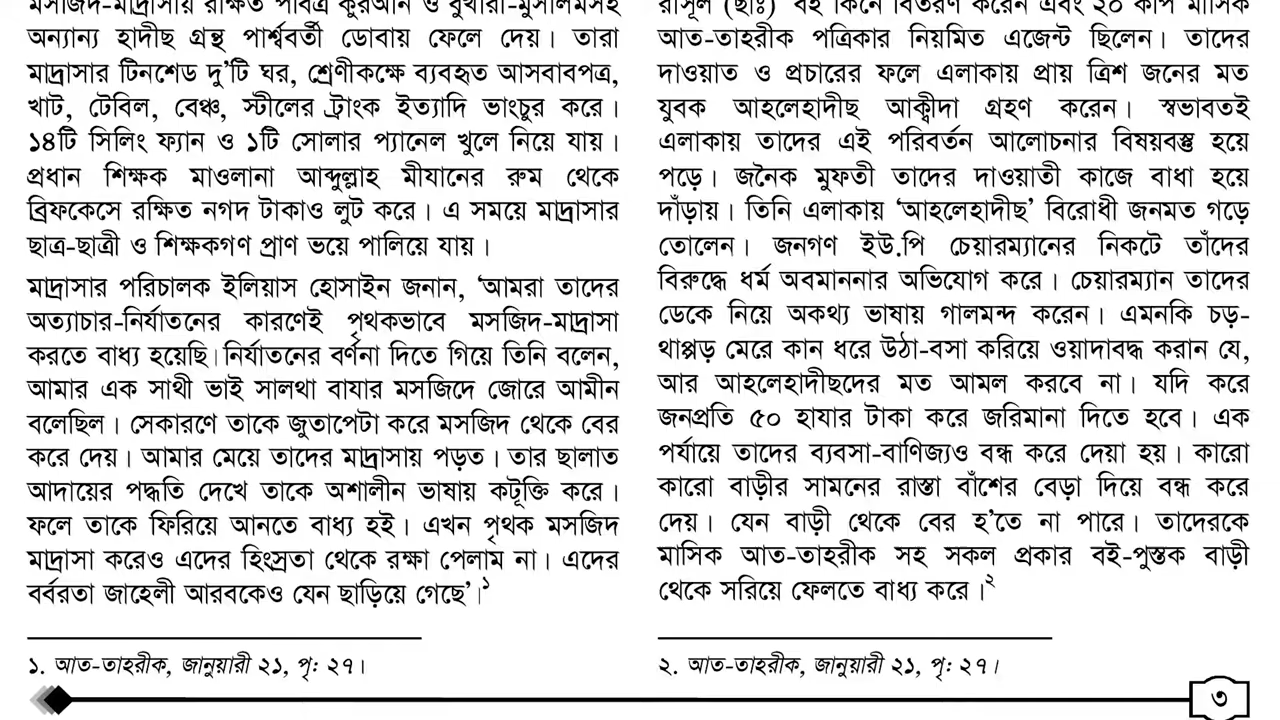 মসজিদ-মাদ্রাসায় রক্ষিত পবিত্র কুরআন ও বুখারী-মুসলিমসহ
অন্যান্য হাদীছ গ্রন্থ পার্শ্ববর্তী ডোবায় ফেলে দেয়। তারা
মাদ্রাসার টিনশেড দু'টি ঘর, শ্রেণীকক্ষে ব্যবহৃত আসবাবপত্র,
খাট, টেবিল, বেঞ্চ, স্টীলের ট্রাংক ইত্যাদি ভাংচুর করে।
১৪টি সিলিং ফ্যান ও ১টি সোলার প্যানেল খুলে নিয়ে যায়।
প্রধান শিক্ষক মাওলানা আব্দুল্লাহ মীযানের রুম থেকে
ব্রিফকেসে রক্ষিত নগদ টাকাও লুট করে। এ সময়ে মাদ্রাসার
ছাত্র-ছাত্রী ও শিক্ষকগণ প্রাণ ভয়ে পালিয়ে যায়।
মাদ্রাসার পরিচালক ইলিয়াস হোসাইন জনান, ‘আমরা তাদের
অত্যাচার-নির্যাতনের কারণেই পৃথকভাবে মসজিদ-মাদ্রাসা
করতে বাধ্য হয়েছি। নির্যাতনের বর্ণনা দিতে গিয়ে তিনি বলেন,
আমার এক সাথী ভাই সালথা বাযার মসজিদে জোরে আমীন
বলেছিল। সেকারণে তাকে জুতাপেটা করে মসজিদ থেকে বের
করে দেয়। আমার মেয়ে তাদের মাদ্রাসায় পড়ত। তার ছালাত
আদায়ের পদ্ধতি দেখে তাকে অশালীন ভাষায় কটূক্তি করে।
ফলে তাকে ফিরিয়ে আনতে বাধ্য হই। এখন পৃথক মসজিদ
মাদ্রাসা করেও এদের হিংস্রতা থেকে রক্ষা পেলাম না। এদের
বর্বরতা জাহেলী আরবকেও যেন ছাড়িয়ে গেছে’।১
১. আত-তাহরীক, জানুয়ারী ২১, পৃঃ ২৭।
রাসূল (ছাঃ) বই কিনে বিতরণ করেন এবং ২০ কপি মাসিক
আত-তাহরীক পত্রিকার নিয়মিত এজেন্ট ছিলেন। তাদের
দাওয়াত ও প্রচারের ফলে এলাকায় প্রায় ত্রিশ জনের মত
যুবক আহলেহাদীছ আক্বীদা গ্রহণ করেন। স্বভাবতই
এলাকায় তাদের এই পরিবর্তন আলোচনার বিষয়বস্তু হয়ে
পড়ে। জনৈক মুফতী তাদের দাওয়াতী কাজে বাধা হয়ে
দাঁড়ায়। তিনি এলাকায় ‘আহলেহাদীছ’ বিরোধী জনমত গড়ে
তোলেন। জনগণ ইউ.পি চেয়ারম্যানের নিকটে তাঁদের
বিরুদ্ধে ধর্ম অবমাননার অভিযোগ করে। চেয়ারম্যান তাদের
ডেকে নিয়ে অকথ্য ভাষায় গালমন্দ করেন। এমনকি চড়-
থাপ্পড় মেরে কান ধরে উঠা-বসা করিয়ে ওয়াদাবদ্ধ করান যে,
আর আহলেহাদীছদের মত আমল করবে না। যদি করে
জনপ্রতি ৫০ হাযার টাকা করে জরিমানা দিতে হবে। এক
পর্যায়ে তাদের ব্যবসা-বাণিজ্যও বন্ধ করে দেয়া হয়। কারো
কারো বাড়ীর সামনের রাস্তা বাঁশের বেড়া দিয়ে বন্ধ করে
দেয়। যেন বাড়ী থেকে বের হ’তে না পারে। তাদেরকে
মাসিক আত-তাহরীক সহ সকল প্রকার বই-পুস্তক বাড়ী
থেকে সরিয়ে ফেলতে বাধ্য করে।২
২. আত-তাহরীক, জানুয়ারী ২১, পৃঃ ২৭।
৩